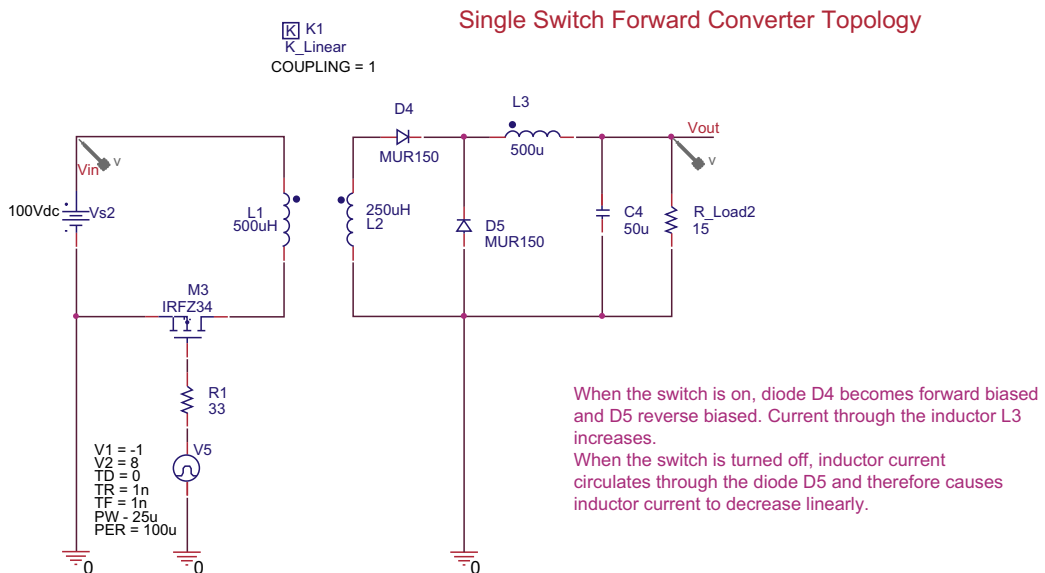 Single Switch Forward Converter Topology
K K1
K_Linear
COUPLING = 1
D4
MUR150
L3
500u
Vout
v
Vin
v
100Vdc
Vs2
L1
500uH
250uH
L2
D5
MUR150
C4
50u
R_Load2
15
M3
IRFZ34
R1
33
V5
V1 = -1
V2 = 8
TD = 0
TR = 1n
TF = 1n
PW - 25u
PER = 100u
When the switch is on, diode D4 becomes forward biased
and D5 reverse biased. Current through the inductor L3
increases.
When the switch is turned off, inductor current
circulates through the diode D5 and therefore causes
inductor current to decrease linearly.
0
0
0